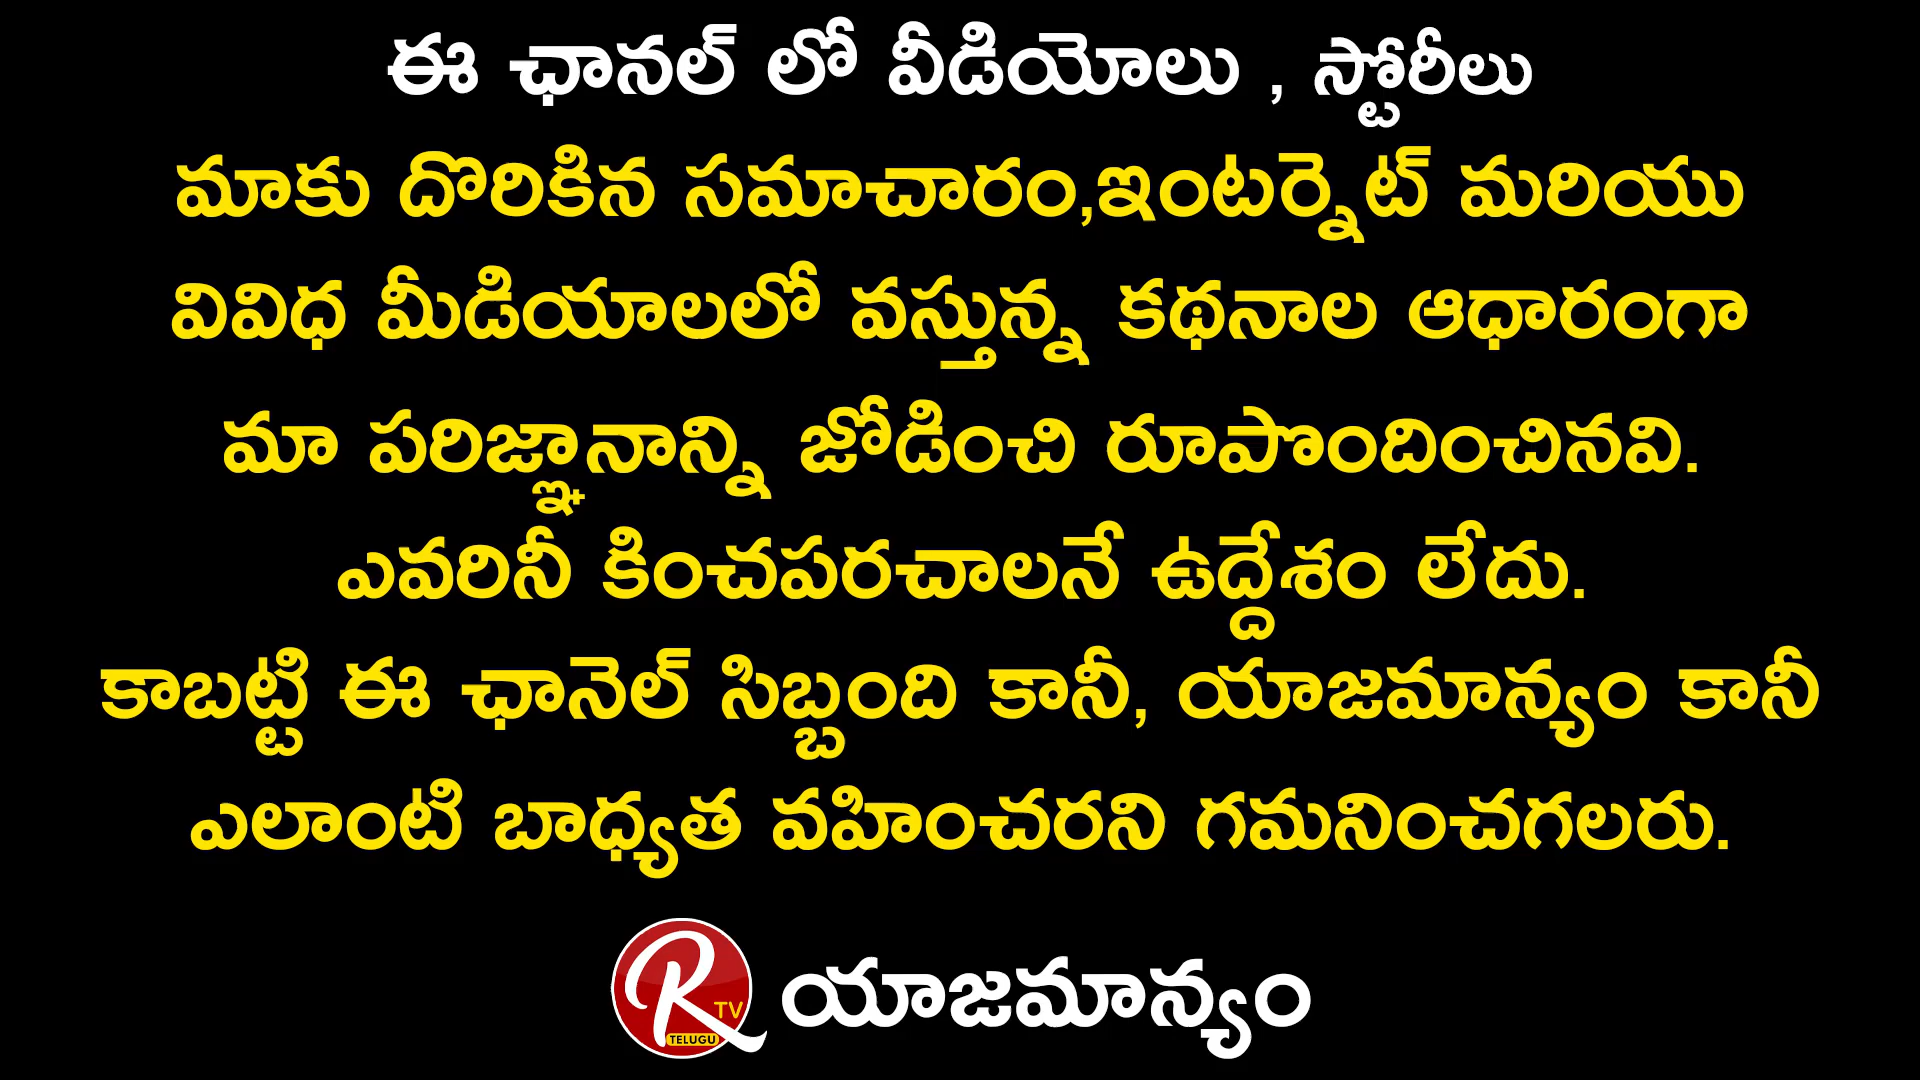 ఈ ఛానల్ లో వీడియోలు , స్టోరీలు
మాకు దొరికిన సమాచారం,ఇంటర్నెట్ మరియు
వివిధ మీడియాలలో వస్తున్న కథనాల ఆధారంగా
మా పరిజ్ఞానాన్ని జోడించి రూపొందించినవి.
ఎవరినీ కించపరచాలనే ఉద్దేశం లేదు.
కాబట్టి ఈ ఛానెల్ సిబ్బంది కానీ, యాజమాన్యం కానీ
ఎలాంటి బాధ్యత వహించరని గమనించగలరు.
R TV TELUGU యాజమాన్యం